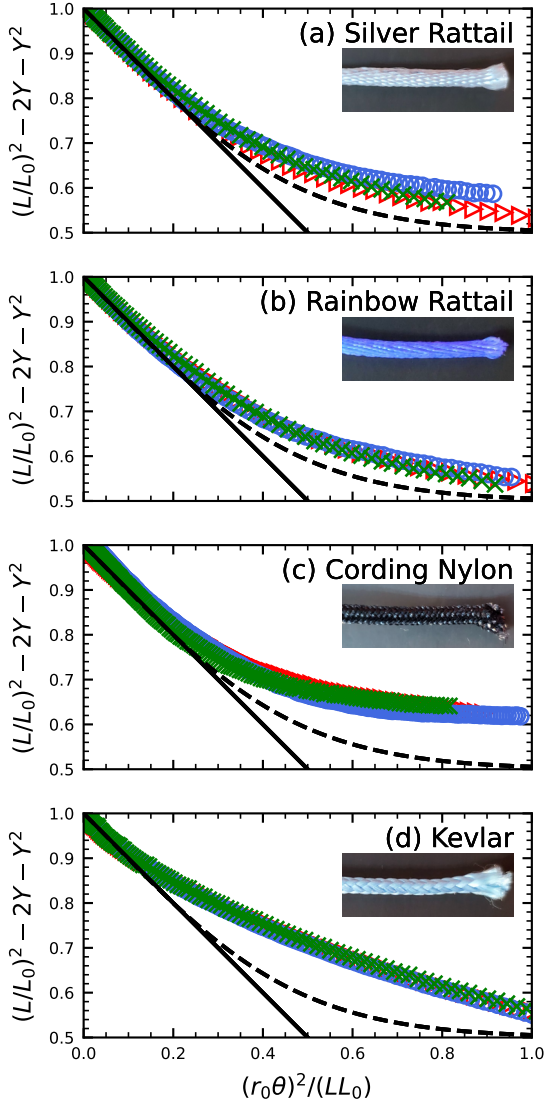 (a) Silver Rattail
1.0
0.9
0.8
0.7
0.6
0.5
(L/L₀)² − 2Y − Y²
(b) Rainbow Rattail
1.0
0.9
0.8
0.7
0.6
0.5
(L/L₀)² − 2Y − Y²
(c) Cording Nylon
1.0
0.9
0.8
0.7
0.6
0.5
(L/L₀)² − 2Y − Y²
(d) Kevlar
1.0
0.9
0.8
0.7
0.6
0.5
(L/L₀)² − 2Y − Y²
0.0 0.2 0.4 0.6 0.8 1.0
(r₀θ)²/(LL₀)